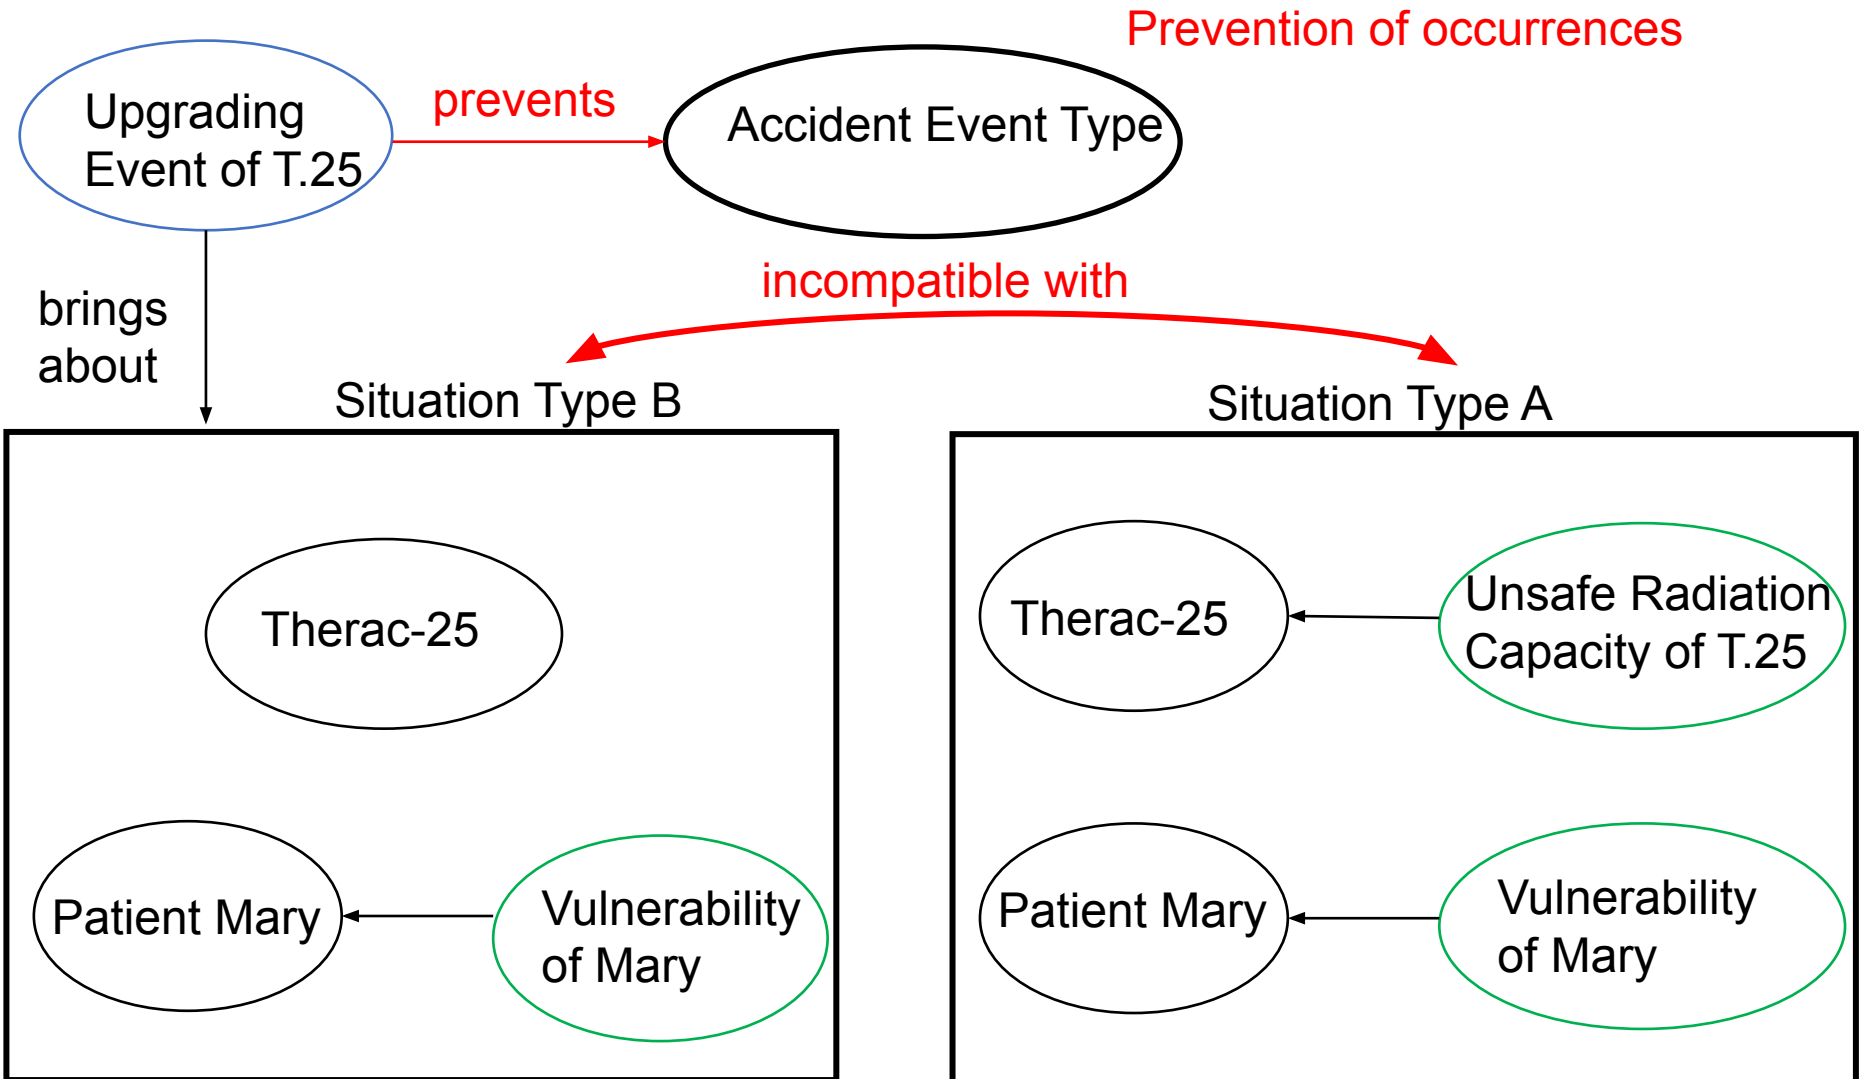 Prevention of occurrences
Upgrading
Event of T.25
prevents
Accident Event Type
incompatible with
brings
about
Situation Type B
Situation Type A
Therac-25
Patient Mary
Vulnerability
of Mary
Therac-25
Unsafe Radiation
Capacity of T.25
Patient Mary
Vulnerability
of Mary